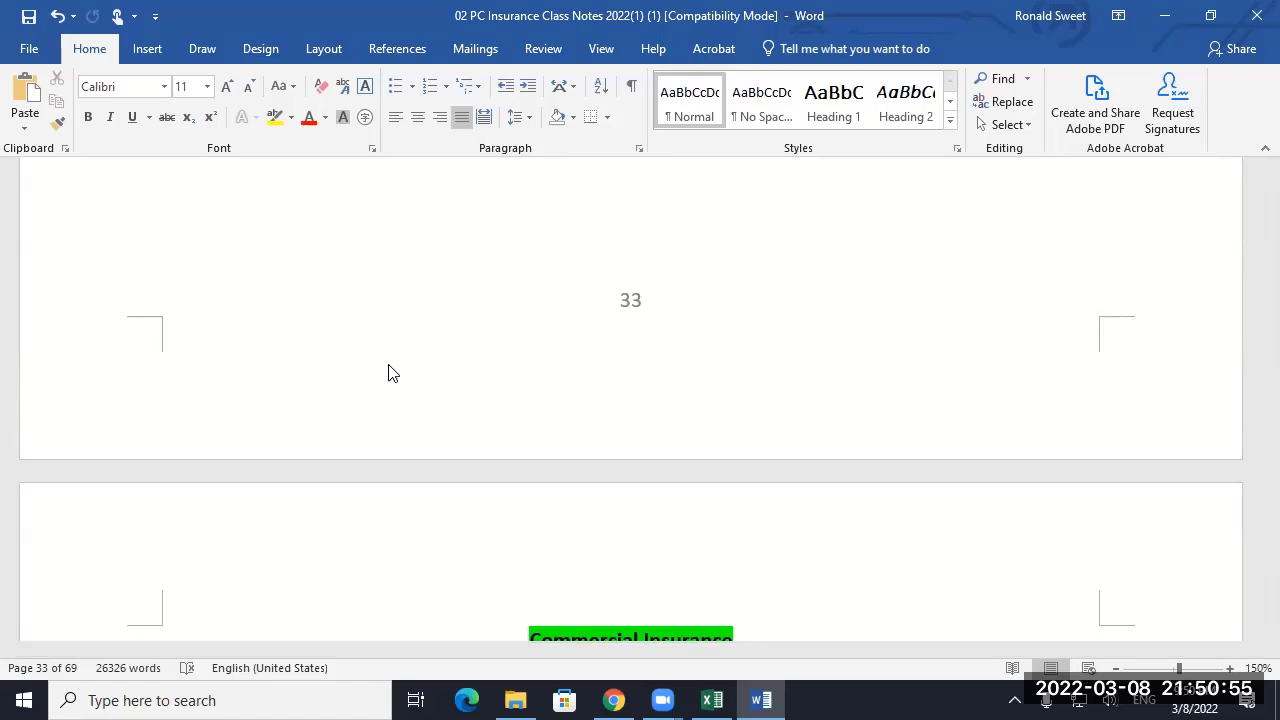 02 PC Insurance Class Notes 2022(1) (1) [Compatibility Mode] - Word
Ronald Sweet
File Home Insert Draw Design Layout References Mailings Review View Help Acrobat Tell me what you want to do Share
Paste
Clipboard
Calibri 11
Font
Paragraph
AaBbCcDc AaBbCcDc AaBbC AaBbCc
¶ Normal ¶ No Spac... Heading 1 Heading 2
Styles
Find
Replace
Select
Editing
Create and Share Adobe PDF
Request Signatures
Adobe Acrobat
33
Commercial Insurance
Page 33 of 69 26326 words English (United States) 150%
Type here to search
ENG
2022-03-08 21:50:55
3/8/2022